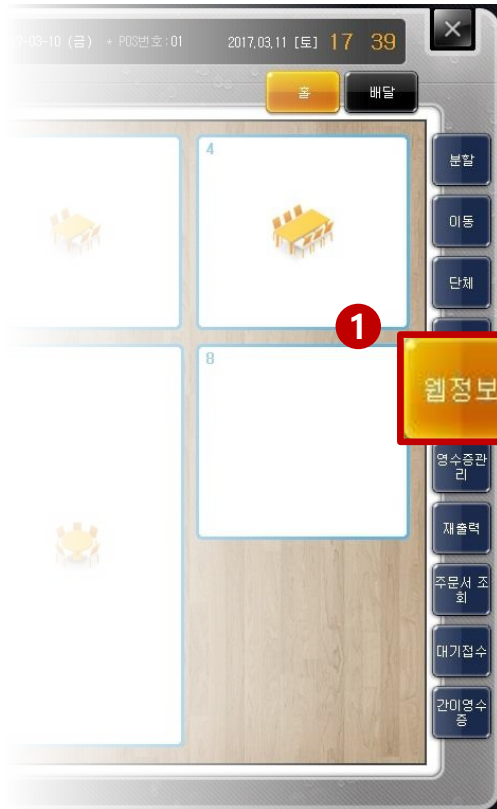 03-10 (금) + POS번호:01 2017.03.11 [토] 17 39
홀 배달
4
분할
이동
단체
1
8
웹정보
영수증관
리
재출력
주문서 조
회
대기접수
간이영수
증